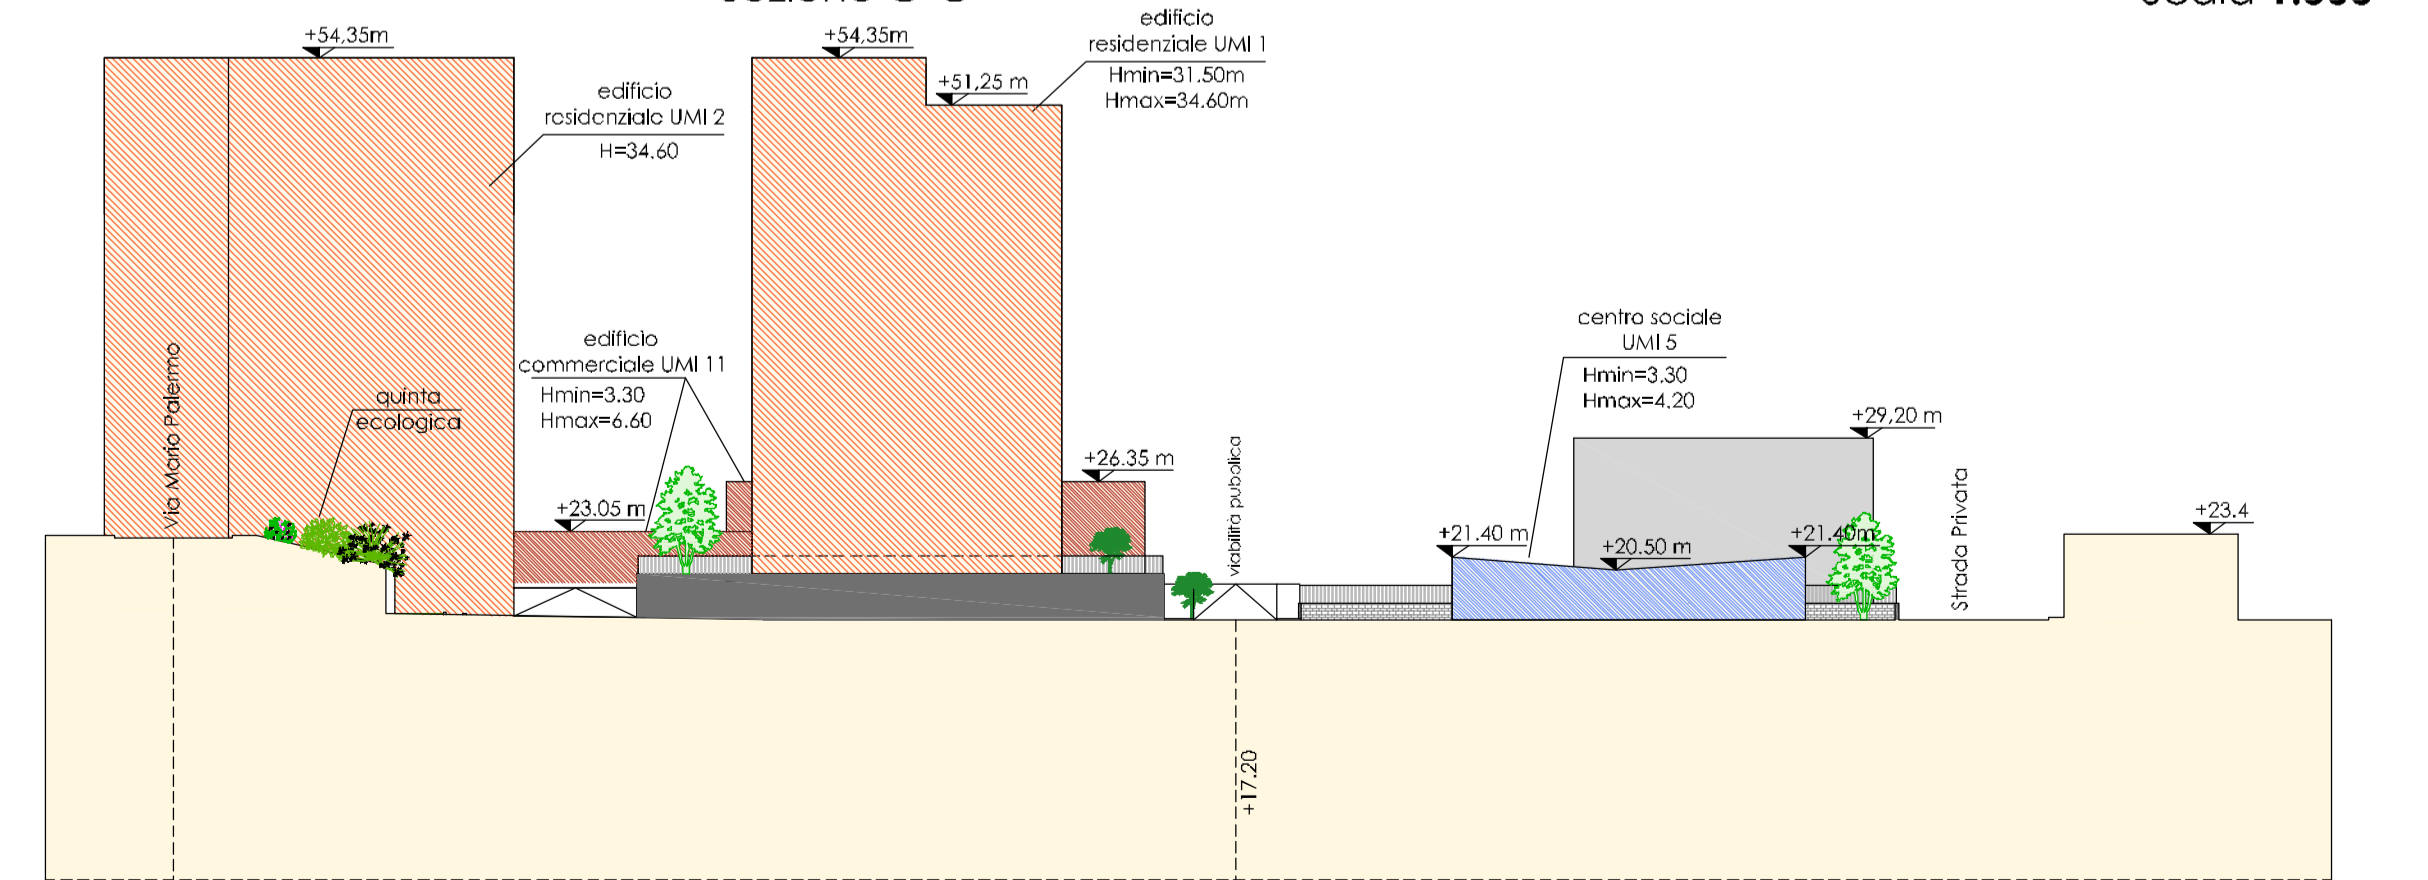 +54,35m
+54,35m
edificio
residenziale UMI 1
Hmin=31.50m
Hmax=34.60m
+51,25 m
edificio
residenziale UMI 2
H=34.60
edificio
commerciale UMI 11
Hmin=3.30
Hmax=6.60
quinta
ecologica
Via Mario Palermo
+23.05 m
+26.35 m
viabilità pubblica
+17.20
centro sociale
UMI 5
Hmin=3.30
Hmax=4.20
+29,20 m
+21.40 m
+20.50 m
+21.40m
Strada Privata
+23.4